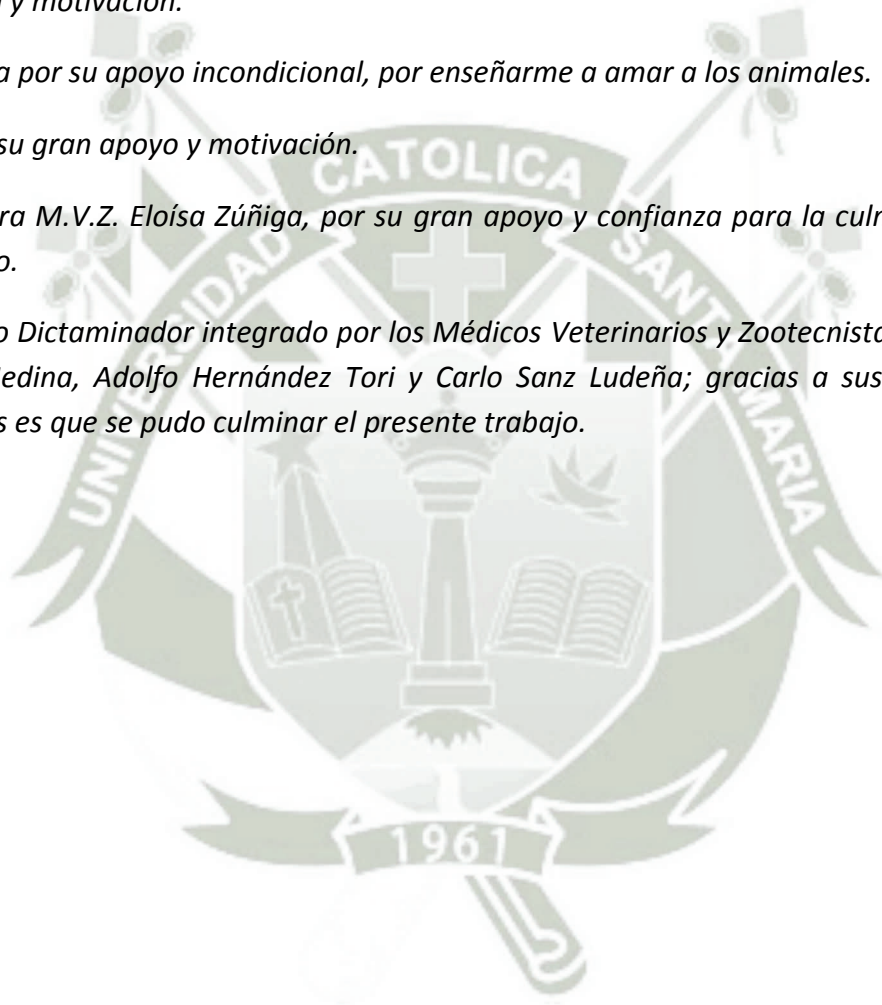 y motivación.
a por su apoyo incondicional, por enseñarme a amar a los animales.
su gran apoyo y motivación.
ra M.V.Z. Eloísa Zúñiga, por su gran apoyo y confianza para la culm
o.
o Dictaminador integrado por los Médicos Veterinarios y Zootecnista
edina, Adolfo Hernández Tori y Carlo Sanz Ludeña; gracias a sus
s es que se pudo culminar el presente trabajo.
UNIVERSIDAD CATOLICA SANTA MARIA
1961